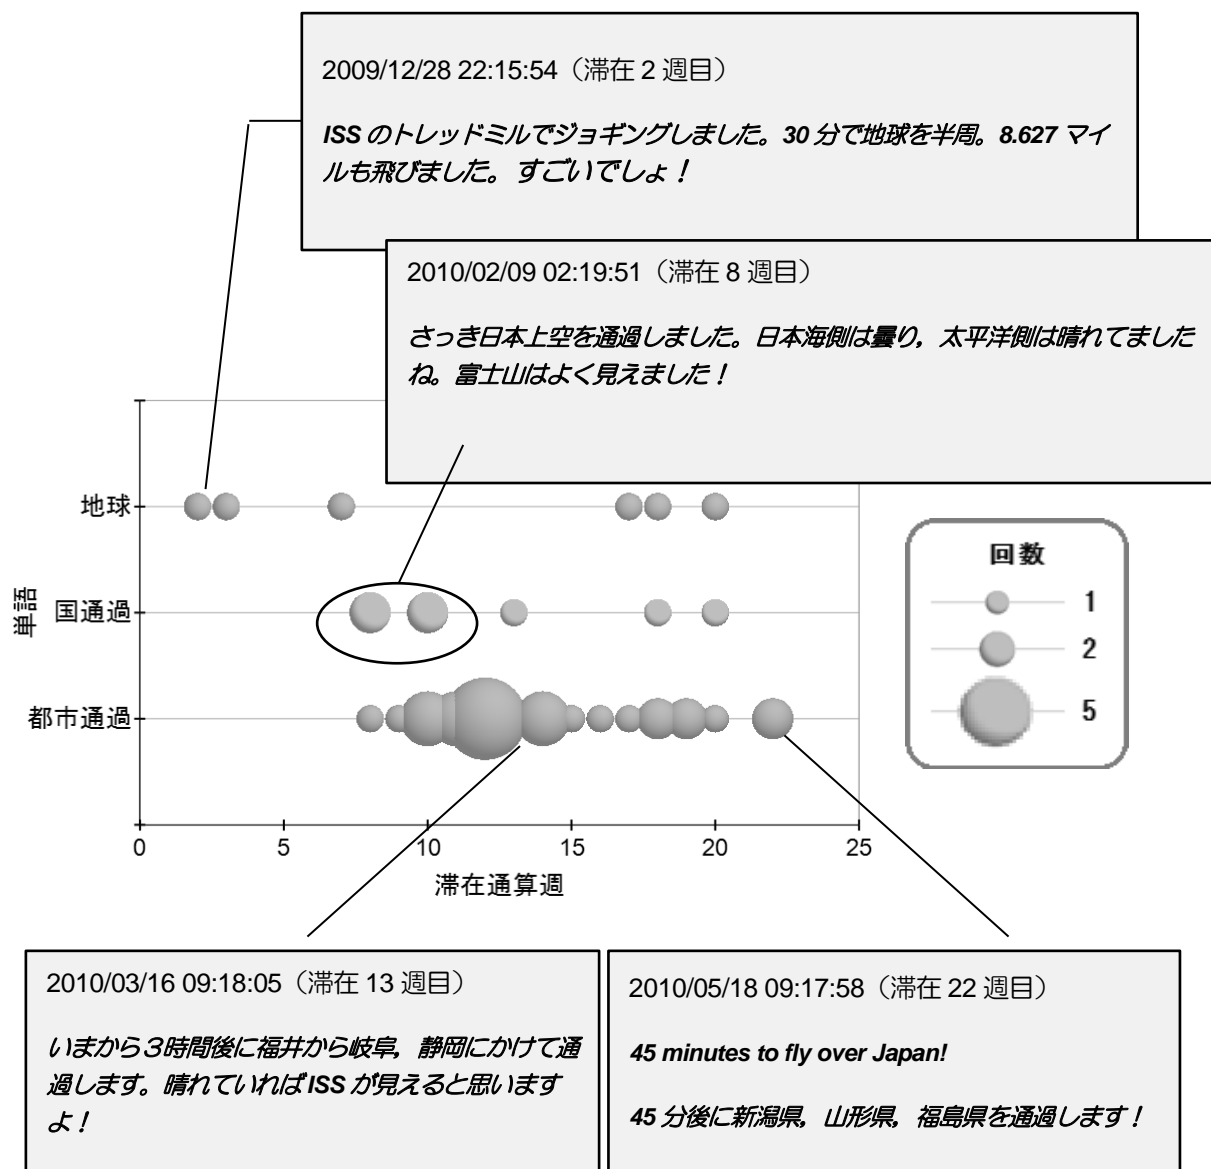 2009/12/28 22:15:54（滞在 2 週目）
ISS のトレッドミルでジョギングしました。30 分で地球を半周。8.627 マイ
ルも飛びました。すごいでしょ！
2010/02/09 02:19:51（滞在 8 週目）
さっき日本上空を通過しました。日本海側は曇り，太平洋側は晴れてました
ね。富士山はよく見えました！
単語
地球
国通過
都市通過
0
5
10
15
20
25
滞在通算週
回数
1
2
5
2010/03/16 09:18:05（滞在 13 週目）
いまから３時間後に福井から岐阜，静岡にかけて通
過します。晴れていれば ISS が見えると思います
よ！
2010/05/18 09:17:58（滞在 22 週目）
45 minutes to fly over Japan!
45 分後に新潟県，山形県，福島県を通過します！